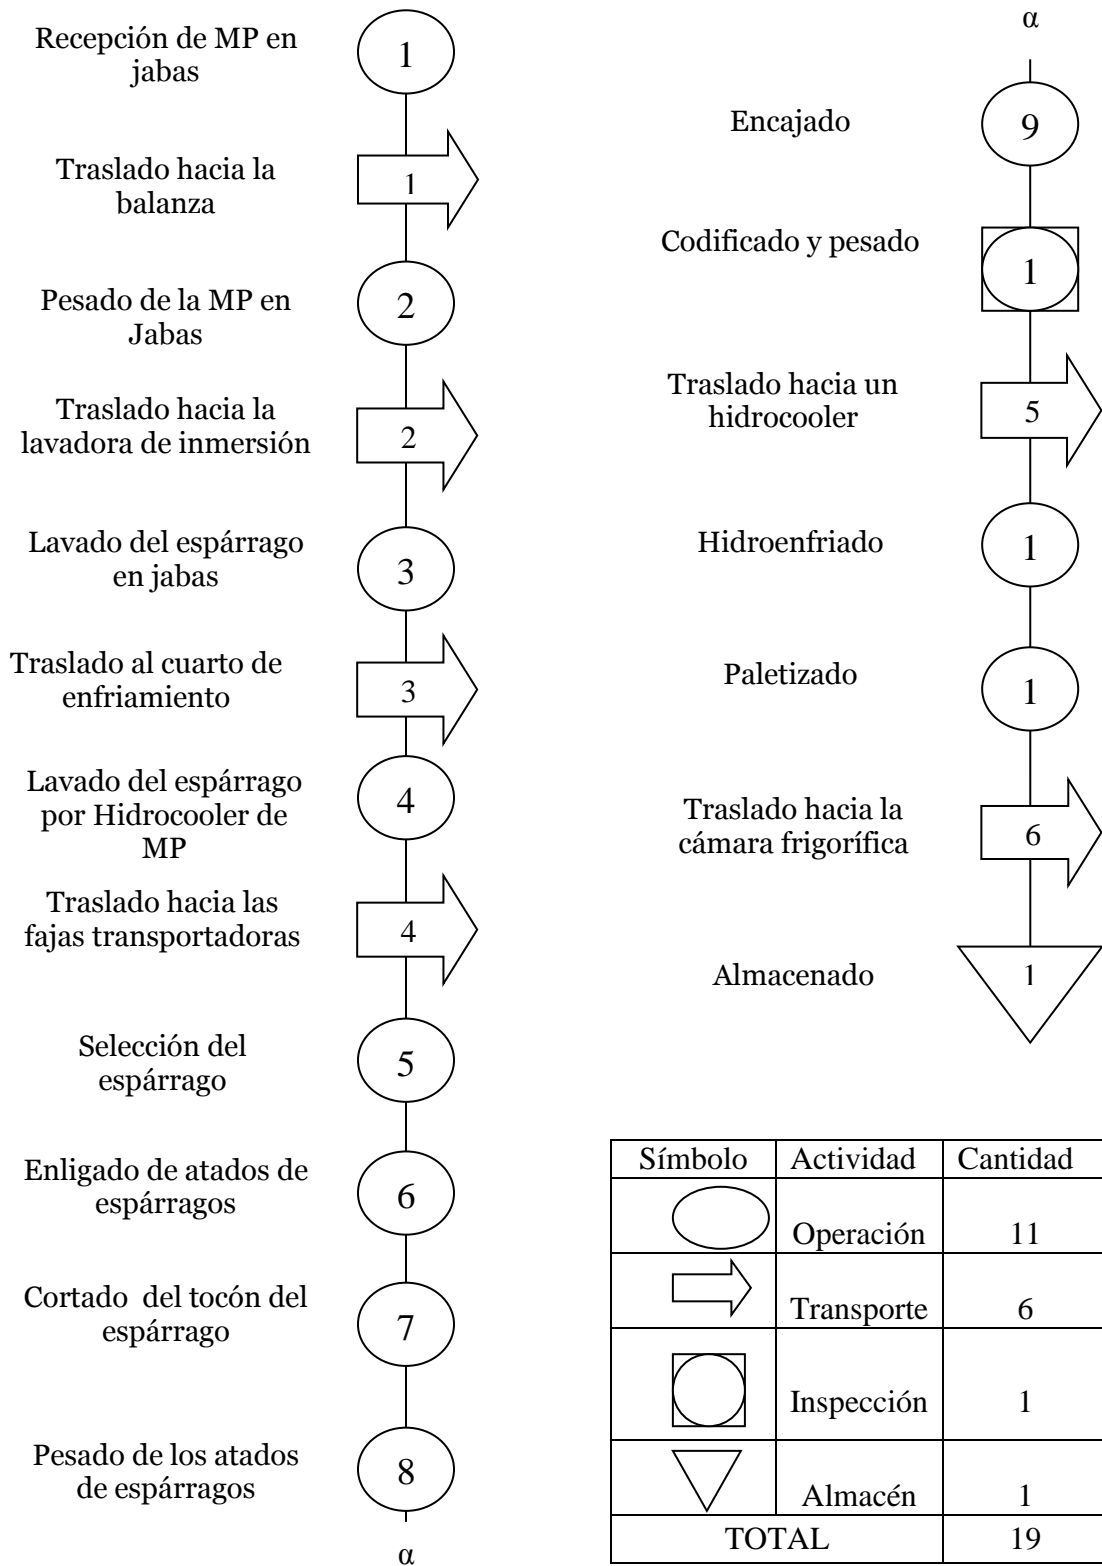 Recepción de MP en
jabas
1
Traslado hacia la
balanza
1
Pesado de la MP en
Jabas
2
Traslado hacia la
lavadora de inmersión
2
Lavado del espárrago
en jabas
3
Traslado al cuarto de
enfriamiento
3
Lavado del espárrago
por Hidrocooler de
MP
4
Traslado hacia las
fajas transportadoras
4
Selección del
espárrago
5
Enligado de atados de
espárragos
6
Cortado del tocón del
espárrago
7
Pesado de los atados
de espárragos
8
α
α
Encajado
9
Codificado y pesado
1
Traslado hacia un
hidrocooler
5
Hidroenfriado
1
Paletizado
1
Traslado hacia la
cámara frigorífica
6
Almacenado
1
Símbolo Actividad Cantidad
Operación 11
Transporte 6
Inspección 1
Almacén 1
TOTAL 19